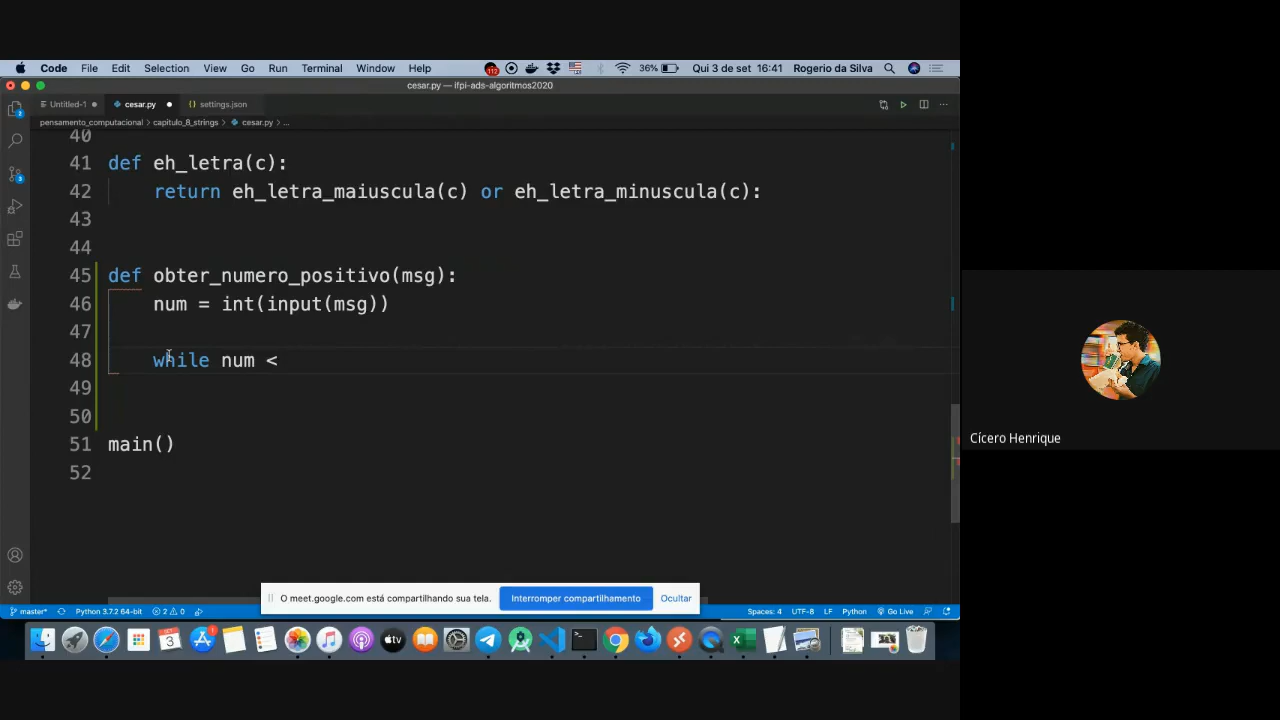 Code File Edit Selection View Go Run Terminal Window Help 36% Qui 3 de set 16:41 Rogerio da Silva
cesar.py — ifpi-ads-algoritmos2020
Untitled-1 cesar.py settings.json
pensamento_computacional > capitulo_8_strings > cesar.py > ...
40
41 def eh_letra(c):
42 return eh_letra_maiuscula(c) or eh_letra_minuscula(c):
43
44
45 def obter_numero_positivo(msg):
46 num = int(input(msg))
47
48 while num <
49
50
51 main()
52
Cícero Henrique
O meet.google.com está compartilhando sua tela. Interromper compartilhamento Ocultar
master* Python 3.7.2 64-bit 2 0 Spaces: 4 UTF-8 LF Python Go Live
tv